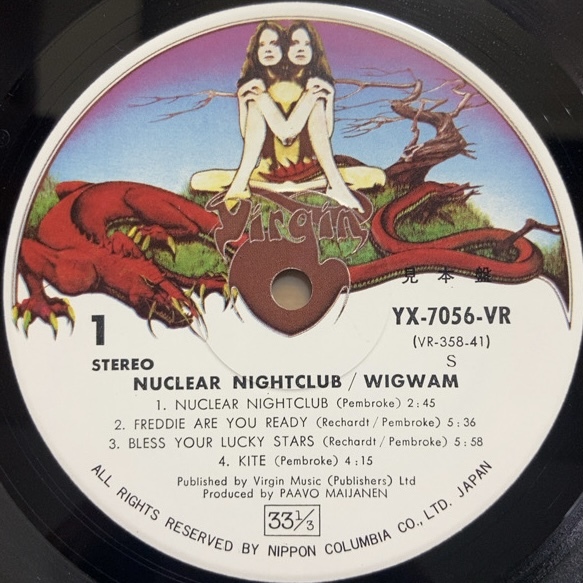 Virgin
見本盤
1
YX-7056-VR
(VR-358-41)
STEREO
S
NUCLEAR NIGHTCLUB / WIGWAM
1. NUCLEAR NIGHTCLUB (Pembroke) 2:45
2. FREDDIE ARE YOU READY (Rechardt / Pembroke) 5:36
3. BLESS YOUR LUCKY STARS (Rechardt / Pembroke) 5:58
4. KITE (Pembroke) 4:15
Published by Virgin Music (Publishers) Ltd
Produced by PAAVO MAIJANEN
33 1/3
ALL RIGHTS RESERVED BY NIPPON COLUMBIA CO., LTD. JAPAN